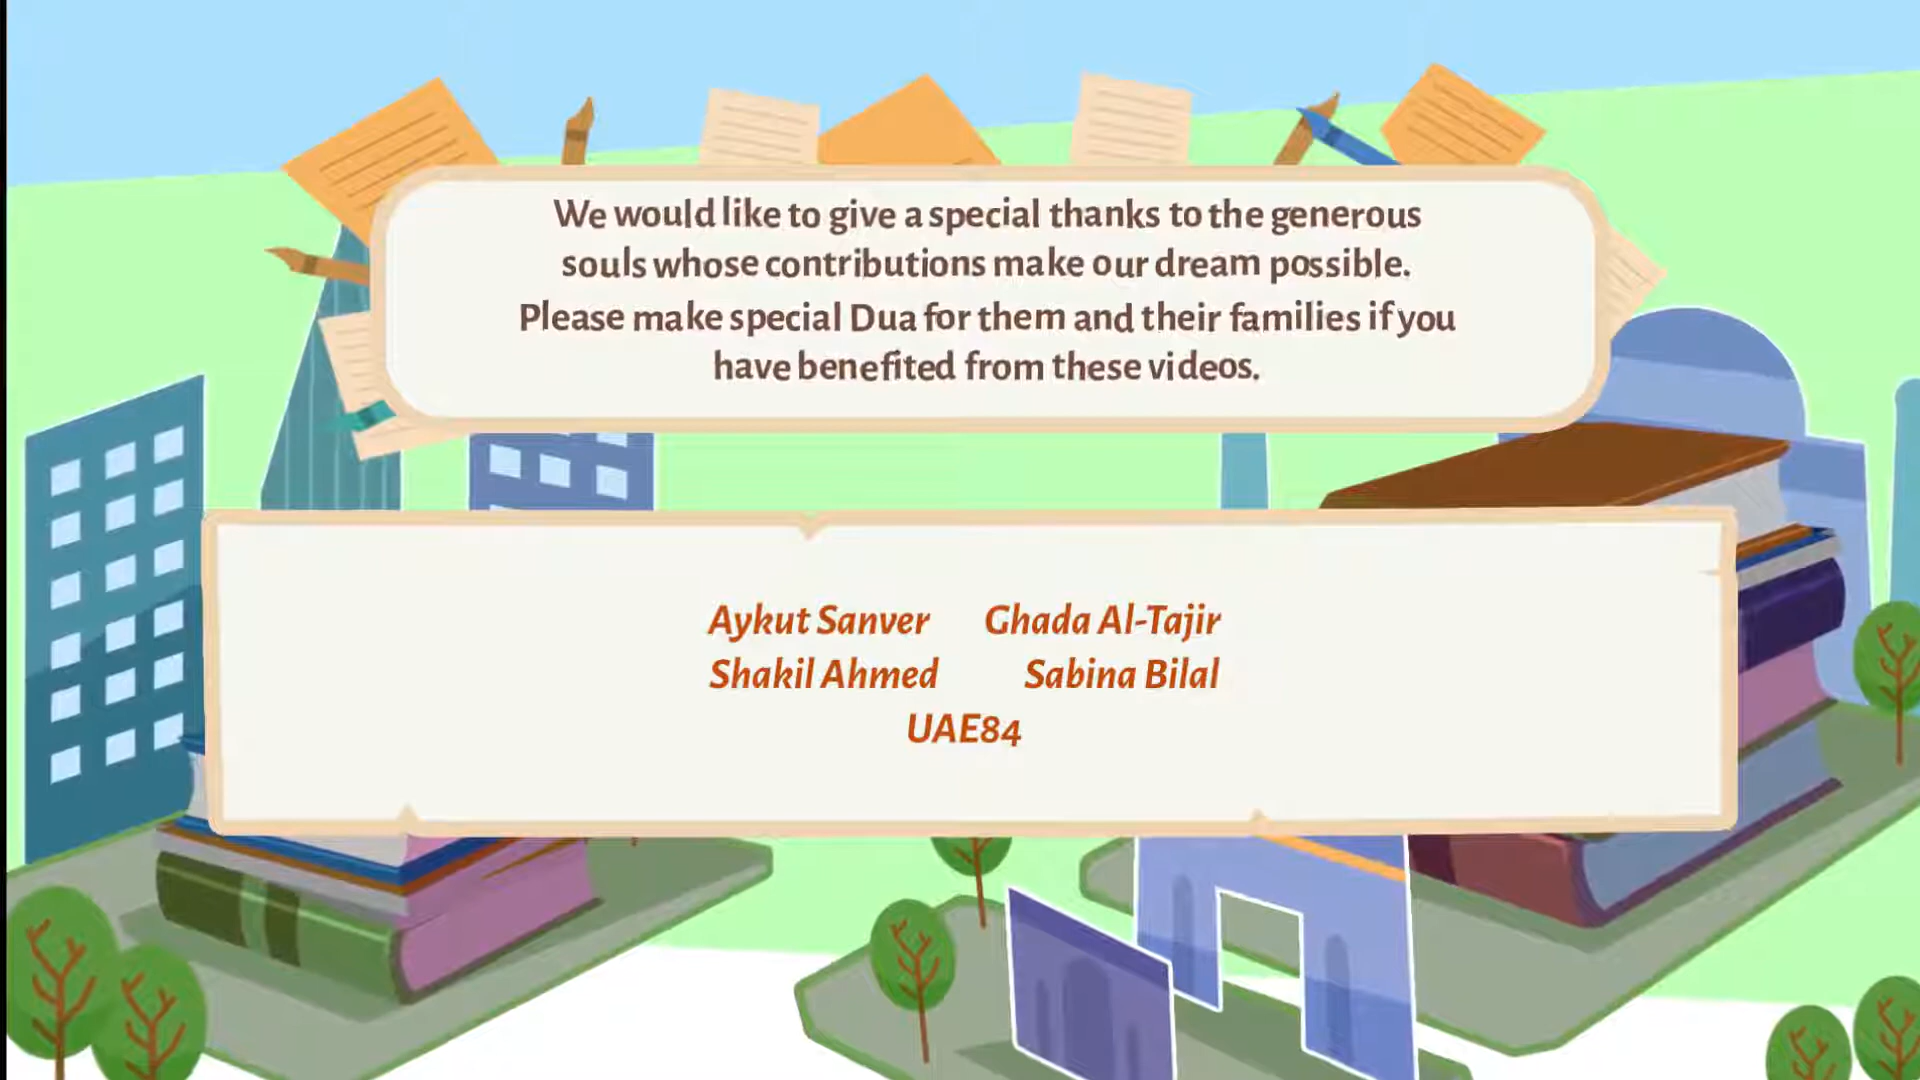 We would like to give a special thanks to the generous
souls whose contributions make our dream possible.
Please make special Dua for them and their families if you
have benefited from these videos.
Aykut Sanver Ghada Al-Tajir
Shakil Ahmed Sabina Bilal
UAE84